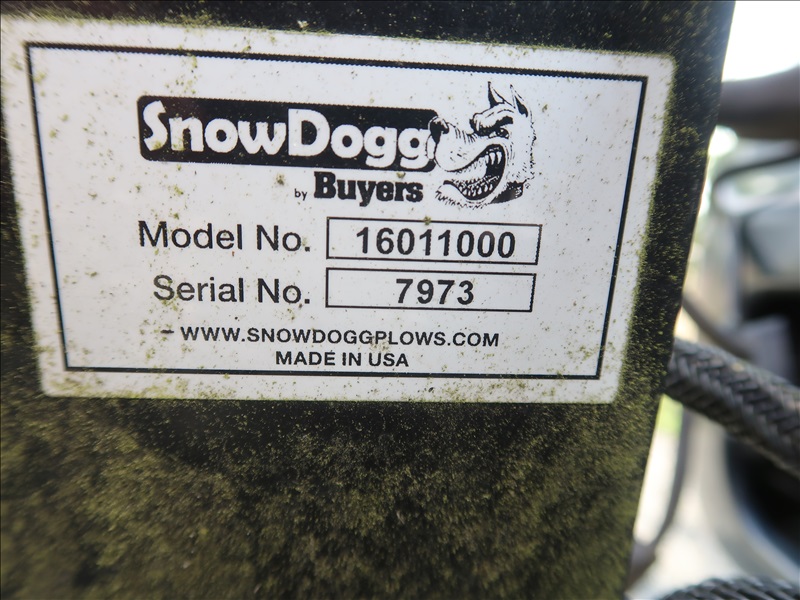 SnowDogg
by Buyers
Model No. 16011000
Serial No. 7973
WWW.SNOWDOGGPLOWS.COM
MADE IN USA